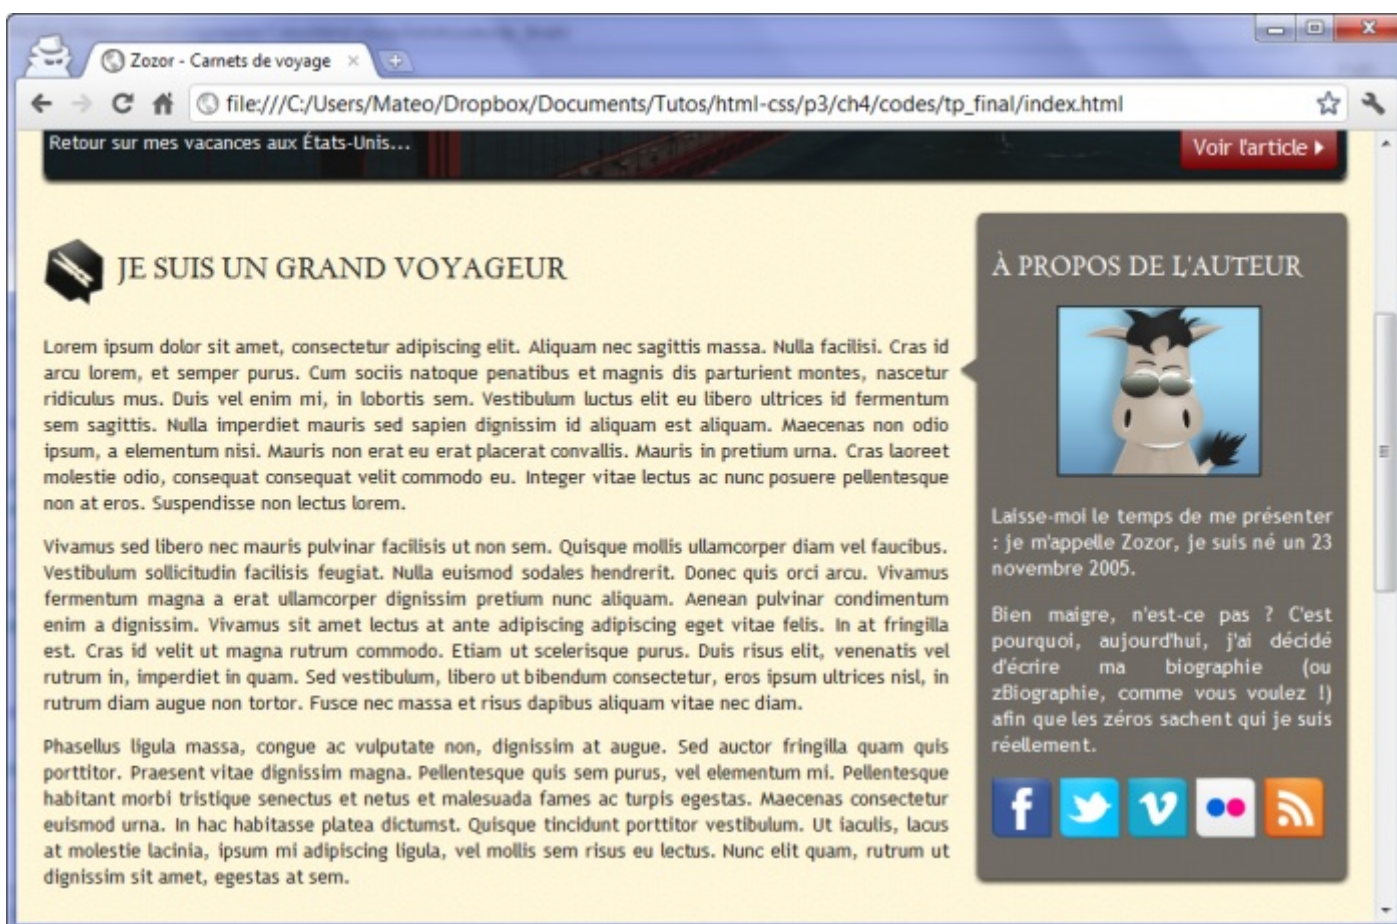 Zozor - Carnets de voyage
file:///C:/Users/Mateo/Dropbox/Documents/Tutos/html-css/p3/ch4/codes/tp_final/index.html
Retour sur mes vacances aux États-Unis...
Voir l'article
JE SUIS UN GRAND VOYAGEUR
Lorem ipsum dolor sit amet, consectetur adipiscing elit. Aliquam nec sagittis massa. Nulla facilisi. Cras id
arcu lorem, et semper purus. Cum sociis natoque penatibus et magnis dis parturient montes, nascetur
ridiculus mus. Duis vel enim mi, in lobortis sem. Vestibulum luctus elit eu libero ultrices id fermentum
sem sagittis. Nulla imperdiet mauris sed sapien dignissim id aliquam est aliquam. Maecenas non odio
ipsum, a elementum nisi. Mauris non erat eu erat placerat convallis. Mauris in pretium urna. Cras laoreet
molestie odio, consequat consequat velit commodo eu. Integer vitae lectus ac nunc posuere pellentesque
non at eros. Suspendisse non lectus lorem.
Vivamus sed libero nec mauris pulvinar facilisis ut non sem. Quisque mollis ullamcorper diam vel faucibus.
Vestibulum sollicitudin facilisis feugiat. Nulla euismod sodales hendrerit. Donec quis orci arcu. Vivamus
fermentum magna a erat ullamcorper dignissim pretium nunc aliquam. Aenean pulvinar condimentum
enim a dignissim. Vivamus sit amet lectus at ante adipiscing adipiscing eget vitae felis. In at fringilla
est. Cras id velit ut magna rutrum commodo. Etiam ut scelerisque purus. Duis risus elit, venenatis vel
rutrum in, imperdiet in quam. Sed vestibulum, libero ut bibendum consectetur, eros ipsum ultrices nisl, in
rutrum diam augue non tortor. Fusce nec massa et risus dapibus aliquam vitae nec diam.
Phasellus ligula massa, congue ac vulputate non, dignissim at augue. Sed auctor fringilla quam quis
porttitor. Praesent vitae dignissim magna. Pellentesque quis sem purus, vel elementum mi. Pellentesque
habitant morbi tristique senectus et netus et malesuada fames ac turpis egestas. Maecenas consectetur
euismod urna. In hac habitasse platea dictumst. Quisque tincidunt porttitor vestibulum. Ut iaculis, lacus
at molestie lacinia, ipsum mi adipiscing ligula, vel mollis sem risus eu lectus. Nunc elit quam, rutrum ut
dignissim sit amet, egestas at sem.
À PROPOS DE L'AUTEUR
Laisse-moi le temps de me présenter
: je m'appelle Zozor, je suis né un 23
novembre 2005.
Bien maigre, n'est-ce pas ? C'est
pourquoi, aujourd'hui, j'ai décidé
d'écrire ma biographie (ou
zBiographie, comme vous voulez !)
afin que les zéros sachent qui je suis
réellement.